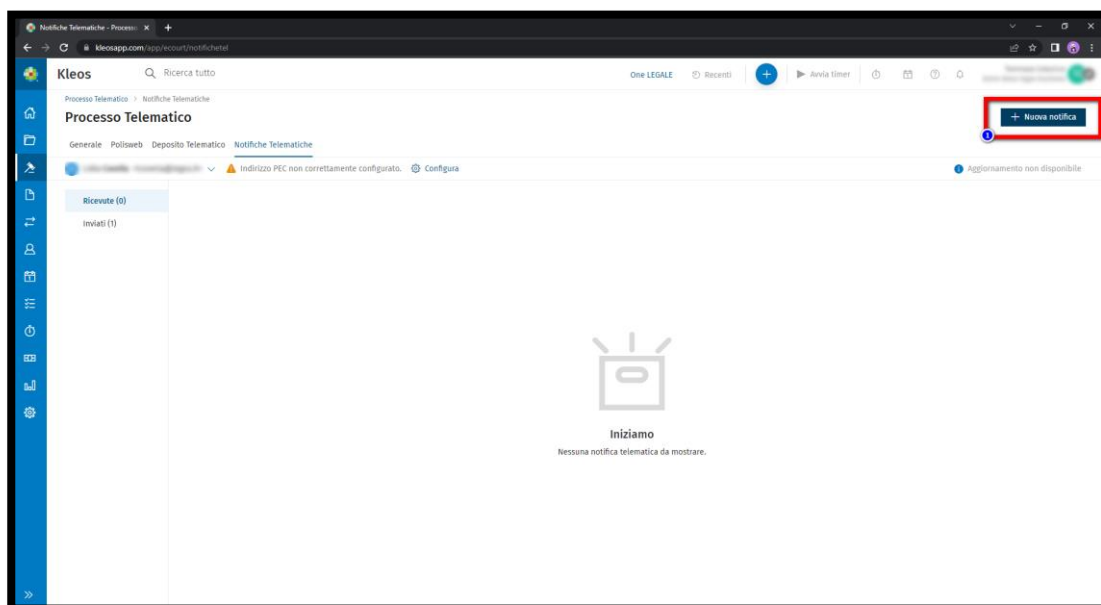 Notifiche Telematiche - Processo
kleosapp.com/app/ecourt/notifichetel
Kleos
Ricerca tutto
One LEGALE
Recenti
Avvia timer
Processo Telematico > Notifiche Telematiche
Processo Telematico
+ Nuova notifica
1
Generale Polisweb Deposito Telematico Notifiche Telematiche
Indirizzo PEC non correttamente configurato. Configura
Aggiornamento non disponibile
Ricevute (0)
Inviati (1)
Iniziamo
Nessuna notifica telematica da mostrare.